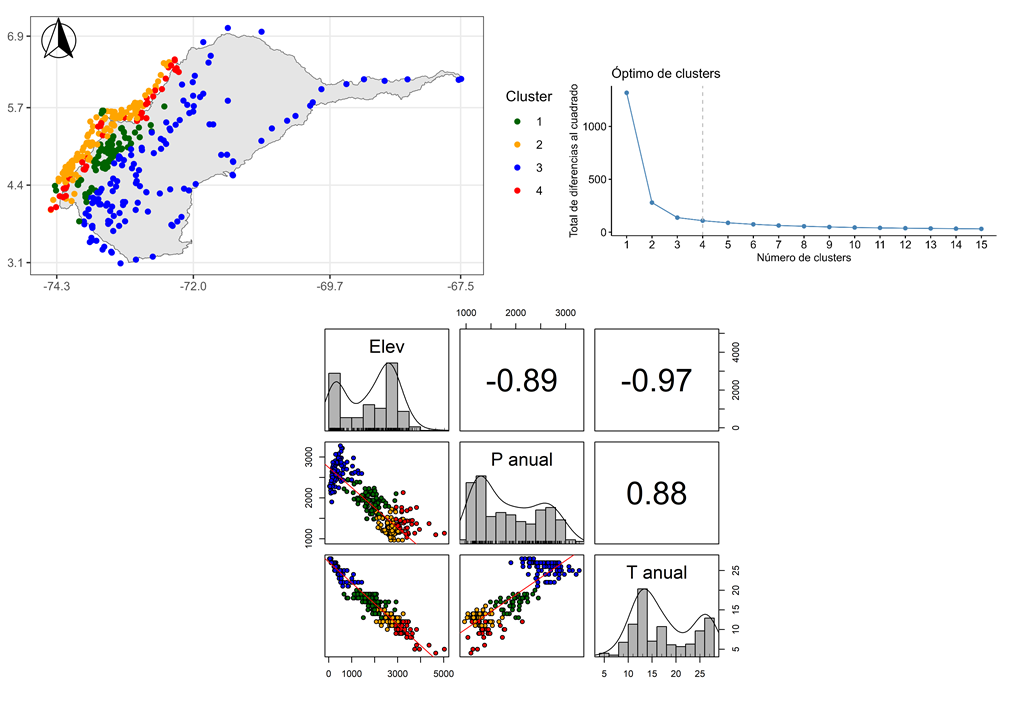 6.9
5.7
4.4
3.1
-74.3 -72.0 -69.7 -67.5
Cluster
1
2
3
4
Óptimo de clusters
Total de diferencias al cuadrado
1000
500
0
1 2 3 4 5 6 7 8 9 10 11 12 13 14 15
Número de clusters
1000 2000 3000
Elev
-0.89
-0.97
0 2000 4000
1000 2000 3000
P anual
0.88
T anual
5 10 15 20 25
0 1000 3000 5000
5 10 15 20 25